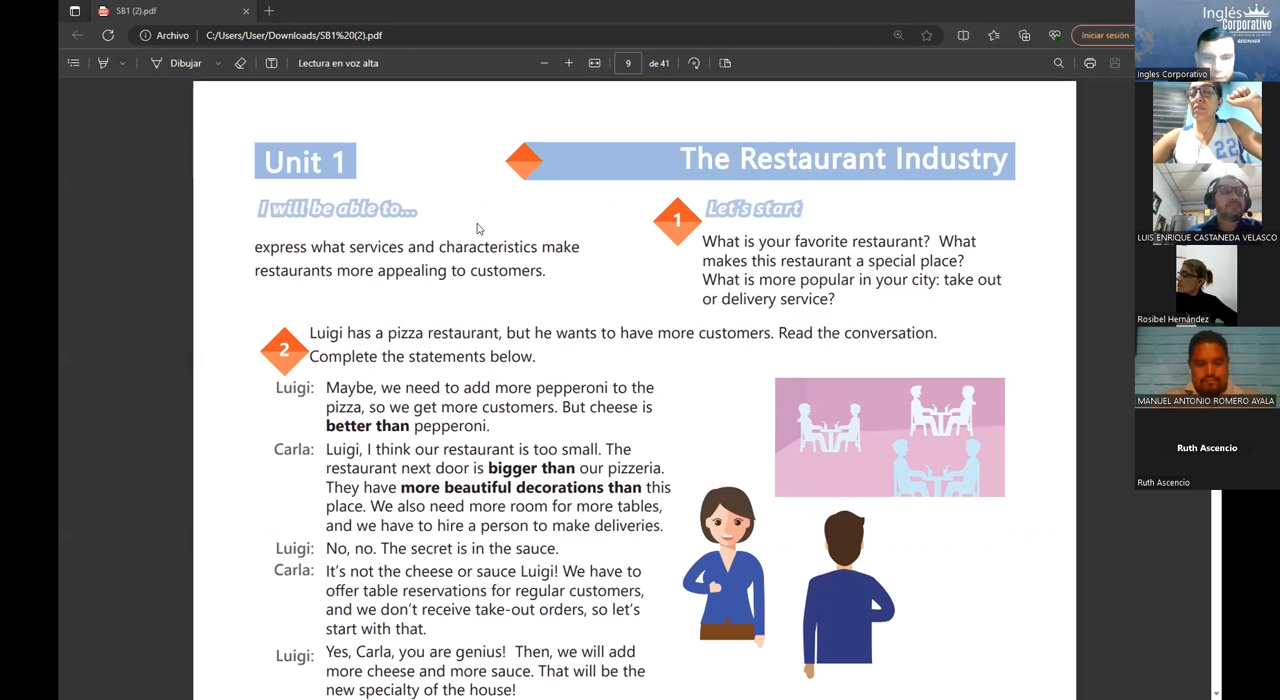 SB1 (2).pdf
Archivo
C:/Users/User/Downloads/SB1%20(2).pdf
Iniciar sesión
Dibujar
Lectura en voz alta
9
de 41
Unit 1
The Restaurant Industry
I will be able to...
express what services and characteristics make
restaurants more appealing to customers.
1
Let's start
What is your favorite restaurant? What
makes this restaurant a special place?
What is more popular in your city: take out
or delivery service?
2
Luigi has a pizza restaurant, but he wants to have more customers. Read the conversation.
Complete the statements below.
Luigi: Maybe, we need to add more pepperoni to the
pizza, so we get more customers. But cheese is
better than pepperoni.
Carla: Luigi, I think our restaurant is too small. The
restaurant next door is bigger than our pizzeria.
They have more beautiful decorations than this
place. We also need more room for more tables,
and we have to hire a person to make deliveries.
Luigi: No, no. The secret is in the sauce.
Carla: It's not the cheese or sauce Luigi! We have to
offer table reservations for regular customers,
and we don't receive take-out orders, so let's
start with that.
Luigi: Yes, Carla, you are genius! Then, we will add
more cheese and more sauce. That will be the
new specialty of the house!
Inglés
Corporativo
BEGINNER
Ingles Corporativo
22
LUIS ENRIQUE CASTANEDA VELASCO
Rosibel Hernández
MANUEL ANTONIO ROMERO AYALA
Ruth Ascencio
Ruth Ascencio